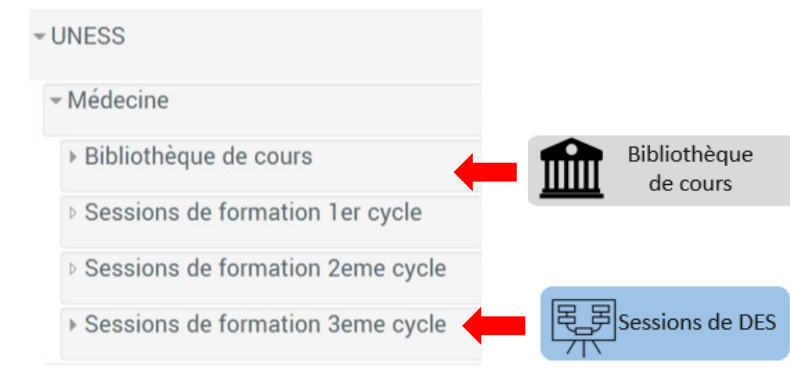 UNESS
Médecine
Bibliothèque de cours
Bibliothèque
de cours
Sessions de formation 1er cycle
Sessions de formation 2eme cycle
Sessions de formation 3eme cycle
Sessions de DES